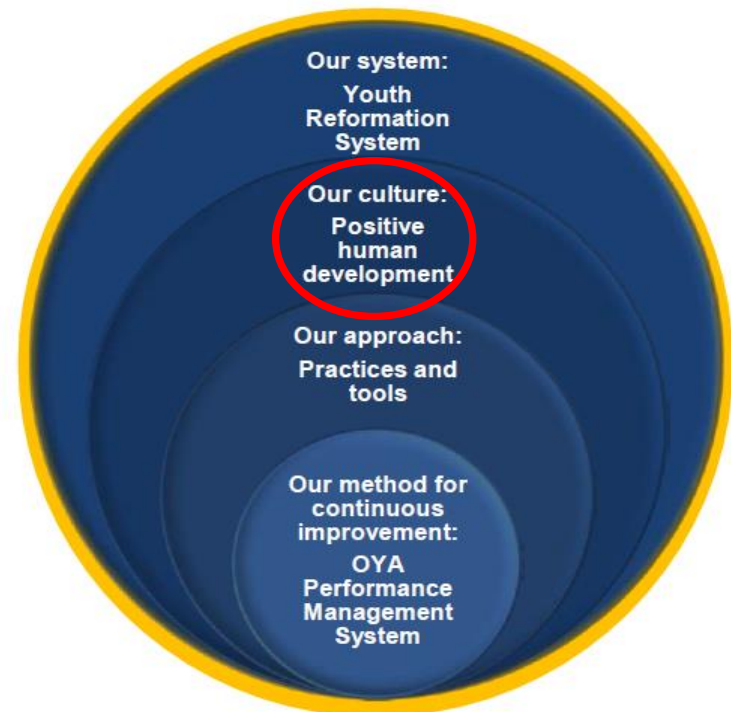 Our system:
Youth
Reformation
System
Our culture:
Positive
human
development
Our approach:
Practices and
tools
Our method for
continuous
improvement:
OYA
Performance
Management
System